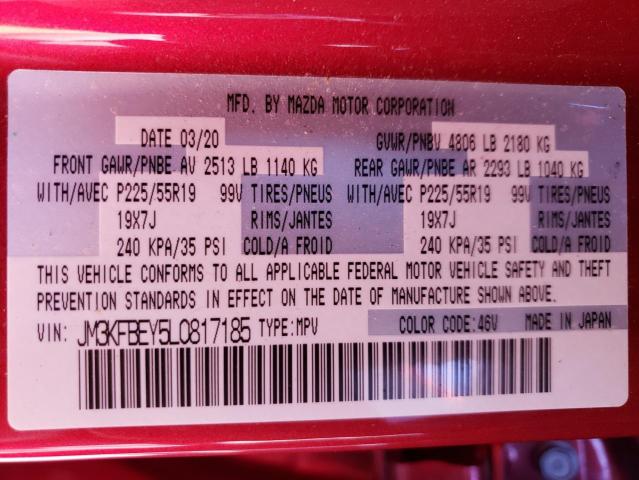 MFD. BY MAZDA MOTOR CORPORATION
DATE 03/20 GVWR/PNBV 4806 LB 2180 KG
FRONT GAWR/PNBE AV 2513 LB 1140 KG REAR GAWR/PNBE AR 2293 LB 1040 KG
WITH/AVEC P225/55R19 99V TIRES/PNEUS WITH/AVEC P225/55R19 99V TIRES/PNEUS
19X7J RIMS/JANTES 19X7J RIMS/JANTES
240 KPA/35 PSI COLD/A FROID 240 KPA/35 PSI COLD/A FROID
THIS VEHICLE CONFORMS TO ALL APPLICABLE FEDERAL MOTOR VEHICLE SAFETY AND THEFT
PREVENTION STANDARDS IN EFFECT ON THE DATE OF MANUFACTURE SHOWN ABOVE.
VIN: JM3KFBEY5L0817185 TYPE:MPV COLOR CODE:46V MADE IN JAPAN